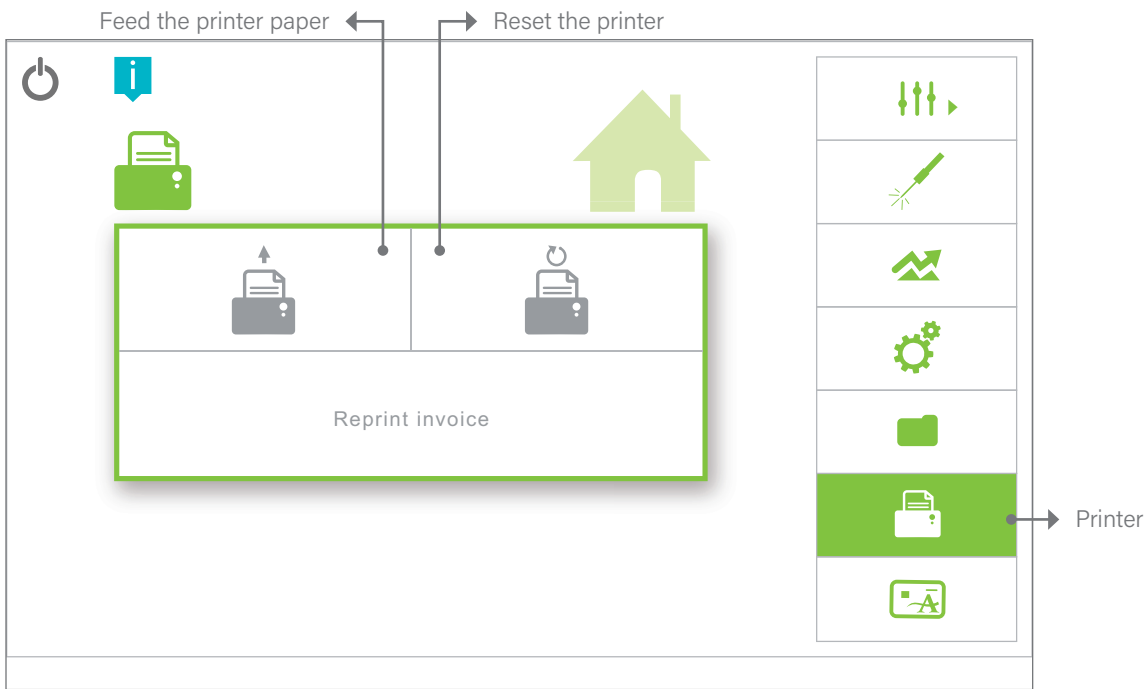 Feed the printer paper
Reset the printer
i
Reprint invoice
Printer
A